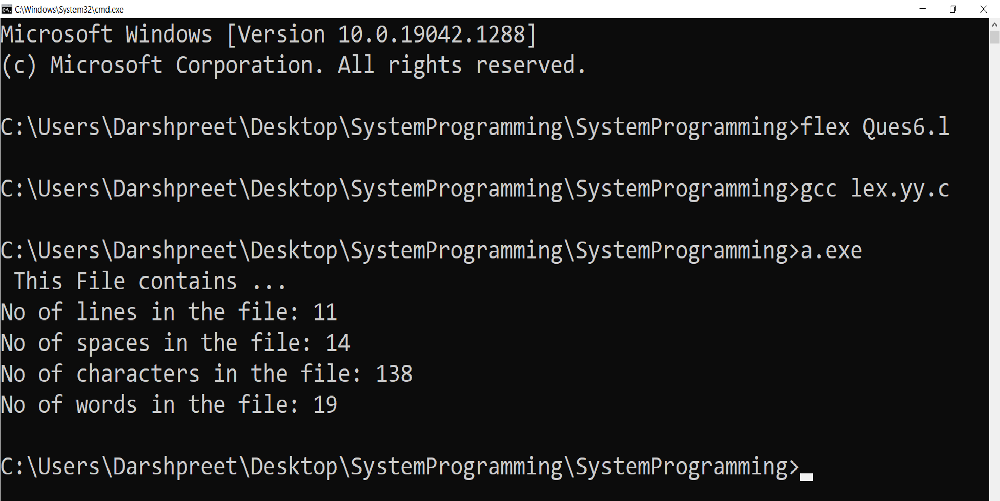 C:\Windows\System32\cmd.exe
Microsoft Windows [Version 10.0.19042.1288]
(c) Microsoft Corporation. All rights reserved.
C:\Users\Darshpreet\Desktop\SystemProgramming\SystemProgramming>flex Ques6.l
C:\Users\Darshpreet\Desktop\SystemProgramming\SystemProgramming>gcc lex.yy.c
C:\Users\Darshpreet\Desktop\SystemProgramming\SystemProgramming>a.exe
This File contains ...
No of lines in the file: 11
No of spaces in the file: 14
No of characters in the file: 138
No of words in the file: 19
C:\Users\Darshpreet\Desktop\SystemProgramming\SystemProgramming>